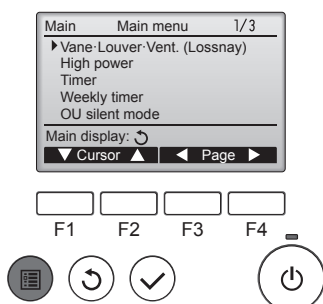 Main Main menu 1/3
Vane·Louver·Vent. (Lossnay)
High power
Timer
Weekly timer
OU silent mode
Main display:
Cursor Page
F1 F2 F3 F4